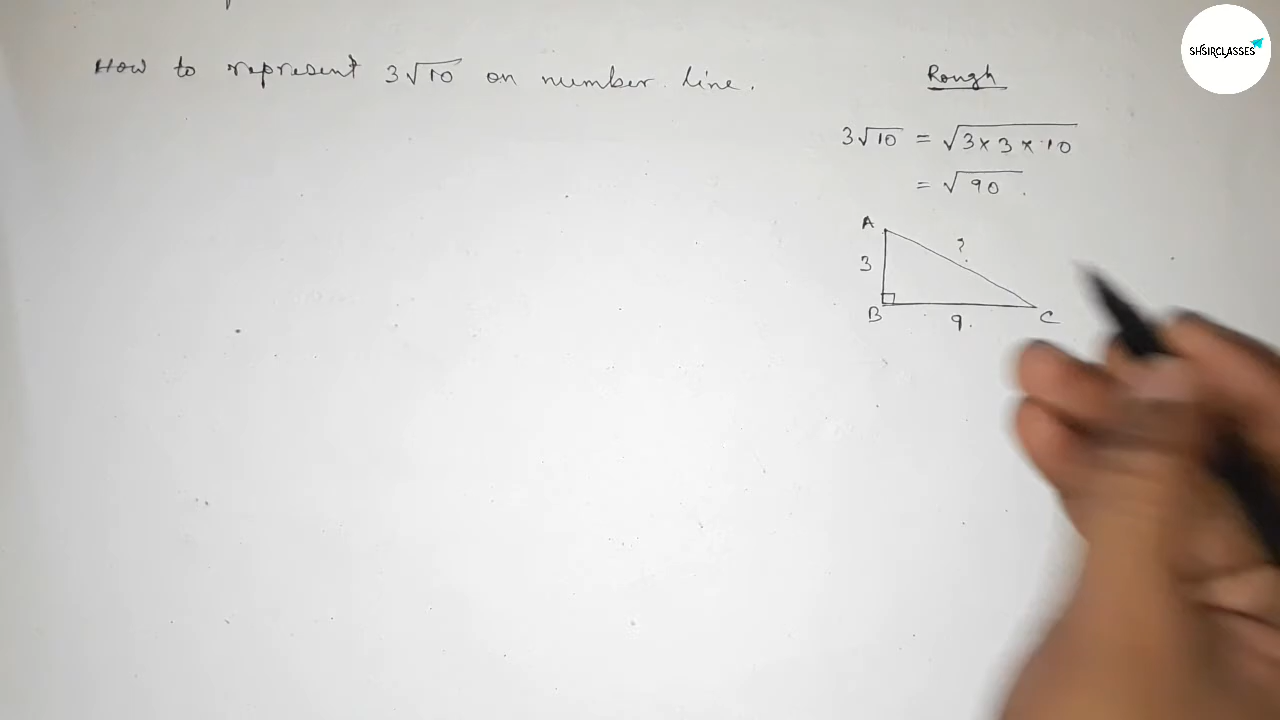 How to represent 3√10 on number line.
Rough
3√10 = √3×3×10
= √90.
A
?
3
B
9.
C
SHSIRCLASSES